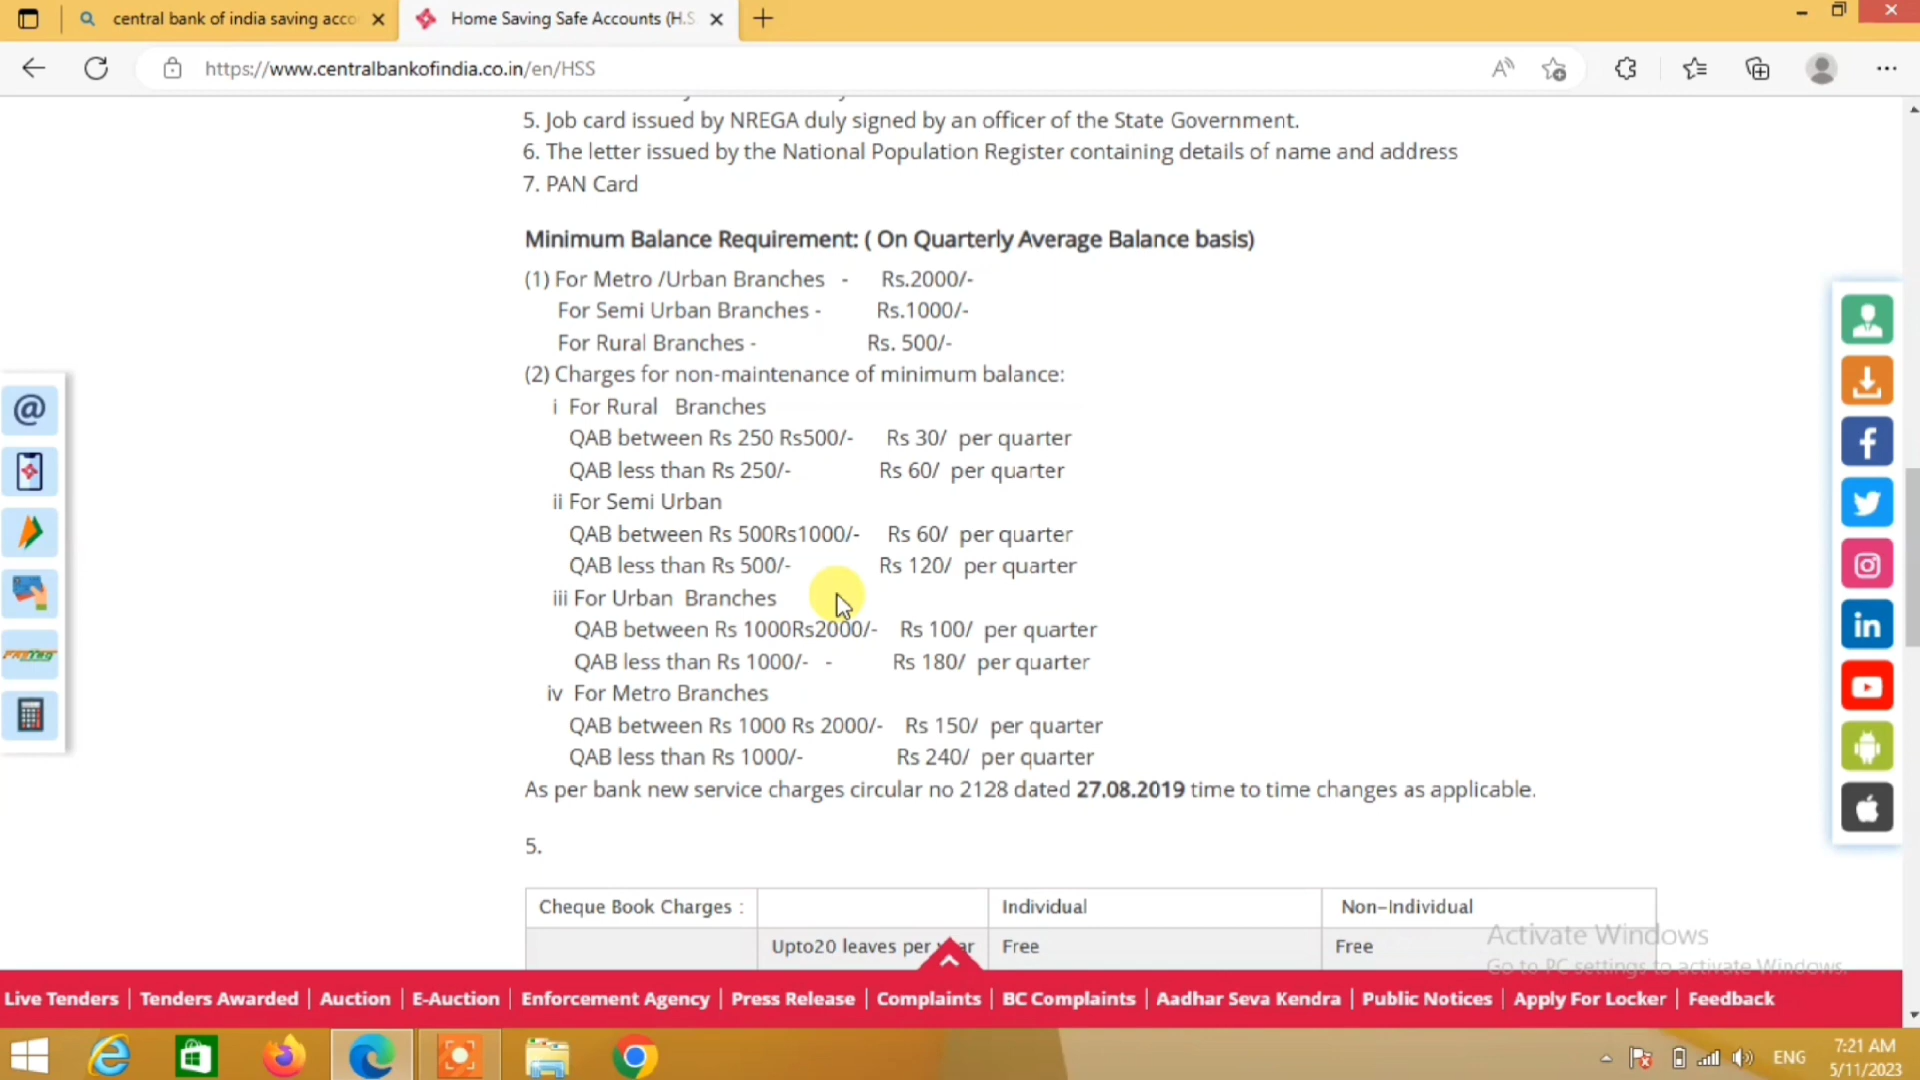 central bank of india saving acco
Home Saving Safe Accounts (H.S
https://www.centralbankofindia.co.in/en/HSS
5. Job card issued by NREGA duly signed by an officer of the State Government.
6. The letter issued by the National Population Register containing details of name and address
7. PAN Card
Minimum Balance Requirement: ( On Quarterly Average Balance basis)
(1) For Metro /Urban Branches - Rs.2000/-
For Semi Urban Branches - Rs.1000/-
For Rural Branches - Rs. 500/-
(2) Charges for non-maintenance of minimum balance:
i For Rural Branches
QAB between Rs 250 Rs500/- Rs 30/ per quarter
QAB less than Rs 250/- Rs 60/ per quarter
ii For Semi Urban
QAB between Rs 500Rs1000/- Rs 60/ per quarter
QAB less than Rs 500/- Rs 120/ per quarter
iii For Urban Branches
QAB between Rs 1000Rs2000/- Rs 100/ per quarter
QAB less than Rs 1000/- - Rs 180/ per quarter
iv For Metro Branches
QAB between Rs 1000 Rs 2000/- Rs 150/ per quarter
QAB less than Rs 1000/- Rs 240/ per quarter
As per bank new service charges circular no 2128 dated 27.08.2019 time to time changes as applicable.
5.
Cheque Book Charges : Individual Non-Individual
Upto20 leaves per year Free Free
Activate Windows
Go to PC settings to activate Windows.
Live Tenders | Tenders Awarded | Auction | E-Auction | Enforcement Agency | Press Release | Complaints | BC Complaints | Aadhar Seva Kendra | Public Notices | Apply For Locker | Feedback
ENG
7:21 AM
5/11/2023